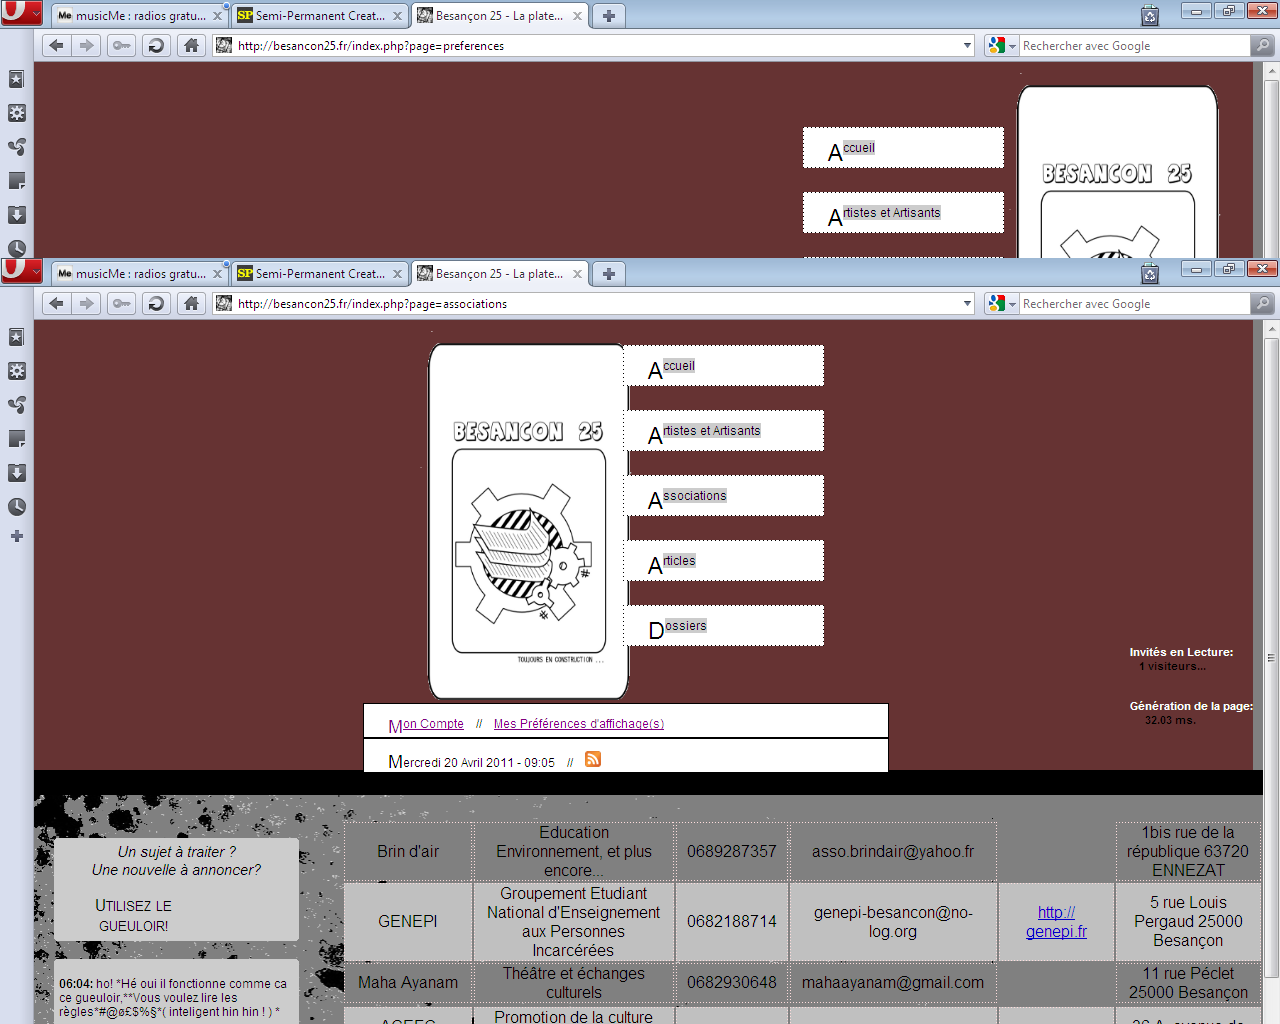 musicMe : radios gratu... Semi-Permanent Creat... Besançon 25 - La plate...
http://besancon25.fr/index.php?page=preferences Rechercher avec Google
Accueil
BESANCON 25
Artistes et Artisants
musicMe : radios gratu... Semi-Permanent Creat... Besançon 25 - La plate...
http://besancon25.fr/index.php?page=associations Rechercher avec Google
Accueil
BESANCON 25
Artistes et Artisants
Associations
Articles
Dossiers
TOUJOURS EN CONSTRUCTION ...
Invités en Lecture:
1 visiteurs...
Génération de la page:
32.03 ms.
Mon Compte // Mes Préférences d'affichage(s)
Mercredi 20 Avril 2011 - 09:05 //
Un sujet à traiter ?
Une nouvelle à annoncer?
UTILISEZ LE
GUEULOIR!
06:04: ho! *Hé oui il fonctionne comme ca
ce gueuloir,**Vous voulez lire les
règles*#@ø£$%§*( inteligent hin hin ! ) *
Brin d'air
Education
Environnement, et plus
encore...
0689287357
asso.brindair@yahoo.fr
1bis rue de la
république 63720
ENNEZAT
GENEPI
Groupement Etudiant
National d'Enseignement
aux Personnes
Incarcérées
0682188714
genepi-besancon@no-
log.org
http://
genepi.fr
5 rue Louis
Pergaud 25000
Besançon
Maha Ayanam
Théâtre et échanges
culturels
0682930648
mahaayanam@gmail.com
11 rue Péclet
25000 Besançon
Promotion de la culture